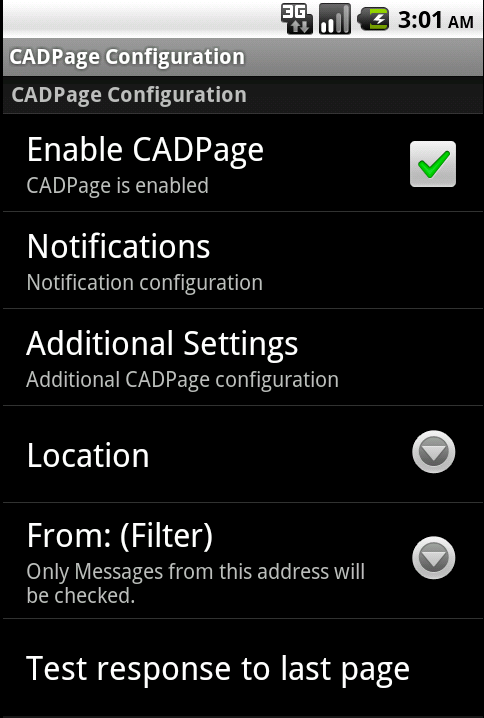 3G 3:01 AM
CADPage Configuration
CADPage Configuration
Enable CADPage
CADPage is enabled
Notifications
Notification configuration
Additional Settings
Additional CADPage configuration
Location
From: (Filter)
Only Messages from this address will
be checked.
Test response to last page